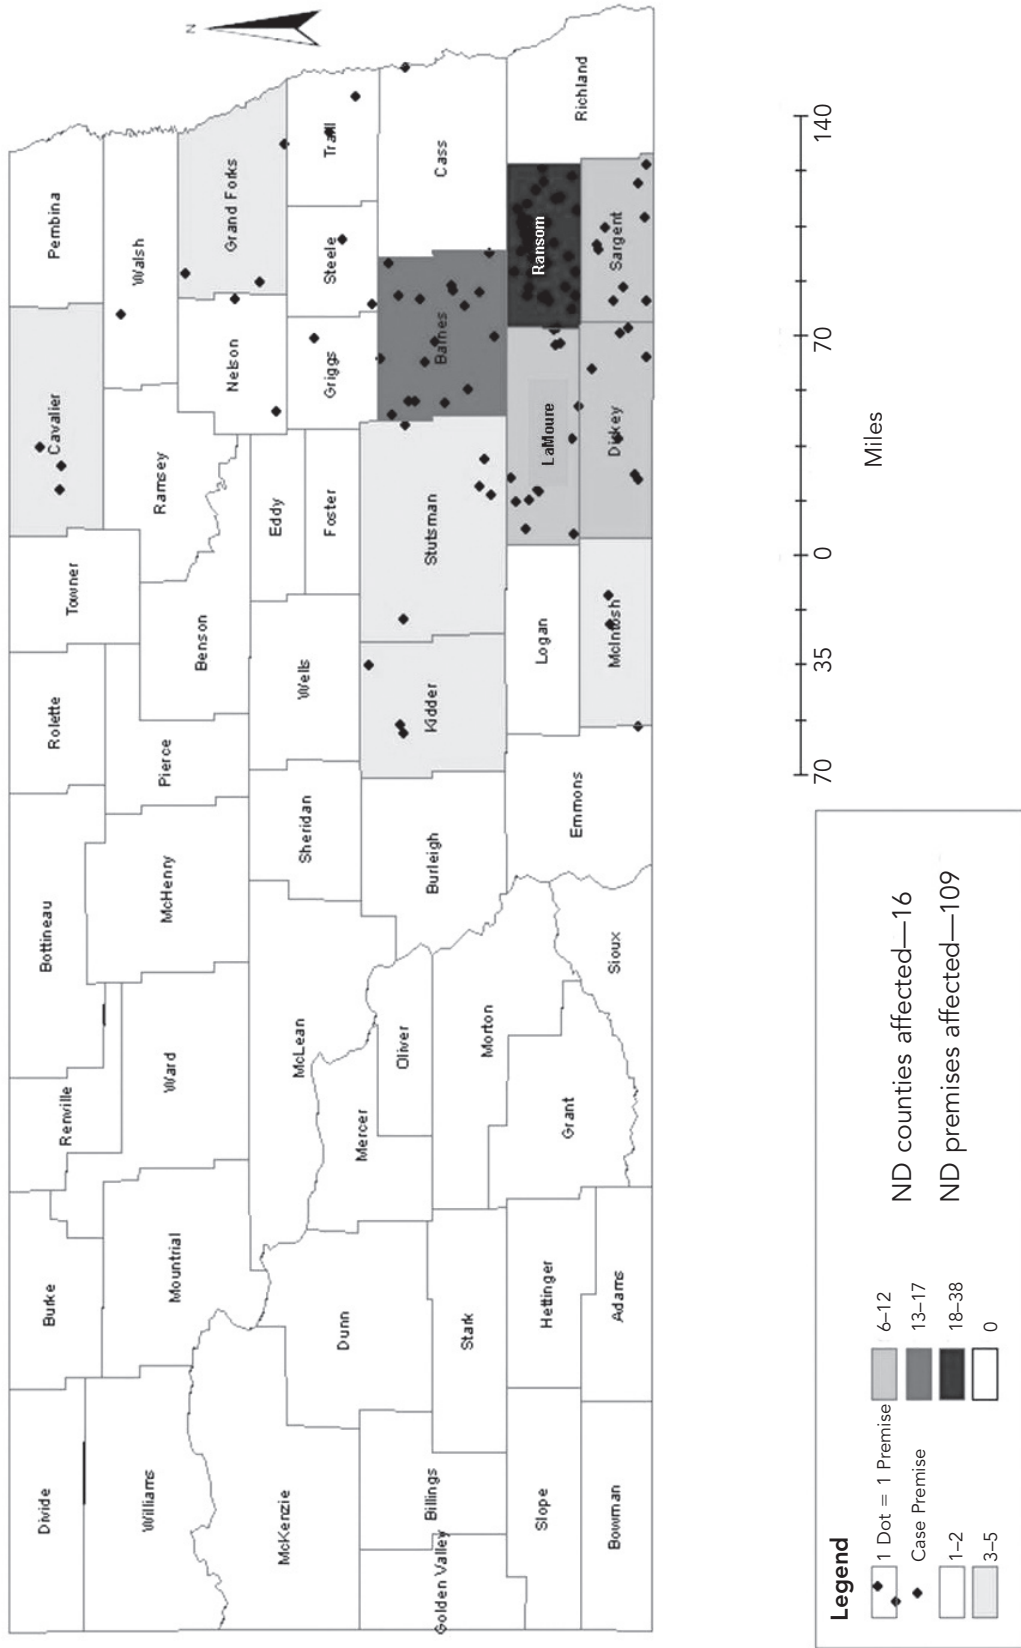 N
Divide
Burke
Renville
Bottineau
Rolette
Towner
Cavalier
Pembina
Williams
Mountrial
Ward
McHenry
Pierce
Benson
Ramsey
Walsh
Nelson
Grand Forks
McKenzie
McLean
Sheridan
Wells
Eddy
Foster
Griggs
Steele
Traill
Dunn
Mercer
Oliver
Golden Valley
Billings
Stark
Morton
Burleigh
Kidder
Stutsman
Barnes
Cass
Slope
Hettinger
Grant
Emmons
Logan
LaMoure
Ransom
Richland
Bowman
Adams
Sioux
McIntosh
Dickey
Sargent
70 35 0 70 140
Miles
Legend
1 Dot = 1 Premise
Case Premise
1–2
3–5
6–12
13–17
18–38
0
ND counties affected—16
ND premises affected—109